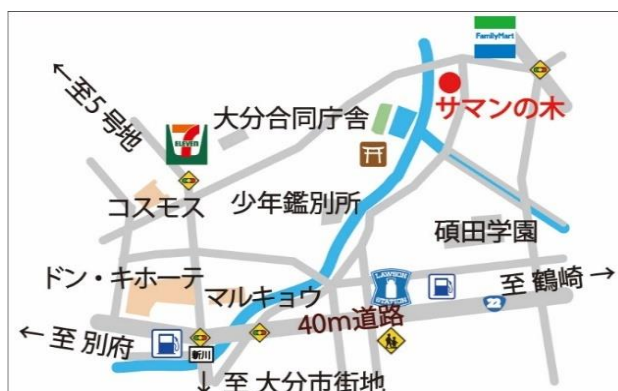 FamilyMart
←至5号地
サマンの木
大分合同庁舎
7
ELEVEN
コスモス
少年鑑別所
碩田学園
ドン・キホーテ
マルキョウ
LAWSON
STATION
至 鶴崎→
22
40m道路
←至 別府
新川
↓ 至 大分市街地